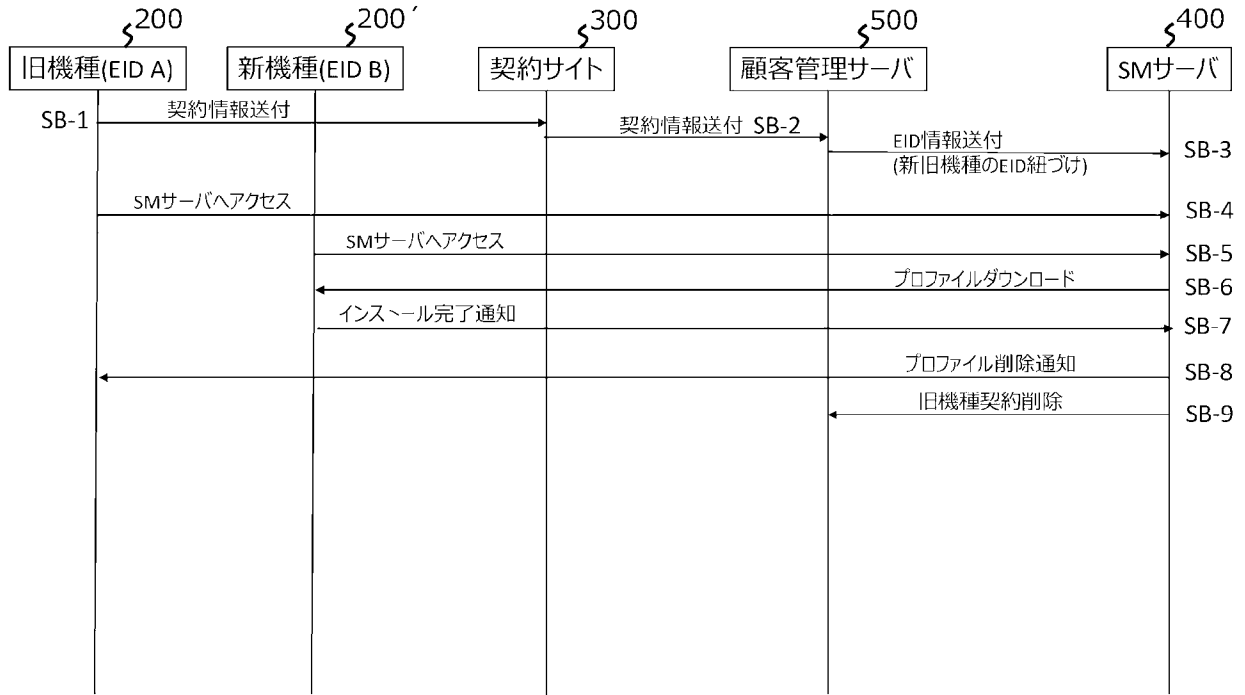 200
200′
300
500
400
旧機種(EID A)
新機種(EID B)
契約サイト
顧客管理サーバ
SMサーバ
SB-1
契約情報送付
契約情報送付 SB-2
EID情報送付
(新旧機種のEID紐づけ)
SB-3
SMサーバへアクセス
SB-4
SMサーバへアクセス
SB-5
プロファイルダウンロード
SB-6
インストール完了通知
SB-7
プロファイル削除通知
SB-8
旧機種契約削除
SB-9